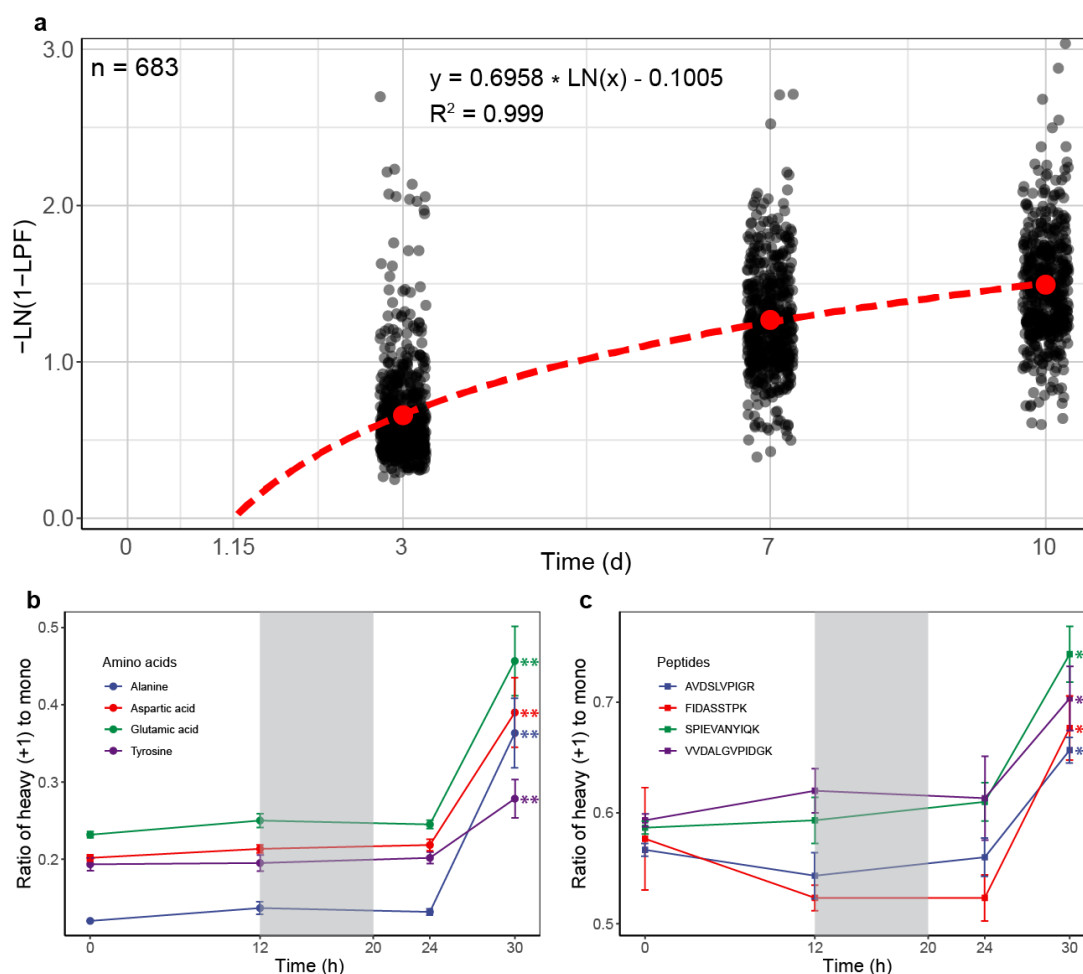 a
n = 683
y = 0.6958 * LN(x) - 0.1005
R² = 0.999
−LN(1−LPF)
3.0
2.0
1.0
0.0
0 1.15 3 7 10
Time (d)
b
Ratio of heavy (+1) to mono
0.5
0.4
0.3
0.2
Amino acids
Alanine
Aspartic acid
Glutamic acid
Tyrosine
**
**
**
**
0 12 20 24 30
Time (h)
c
Ratio of heavy (+1) to mono
0.7
0.6
0.5
Peptides
AVDSLVPIGR
FIDASSTPK
SPIEVANYIQK
VVDALGVPIDGK
*
*
*
*
0 12 20 24 30
Time (h)